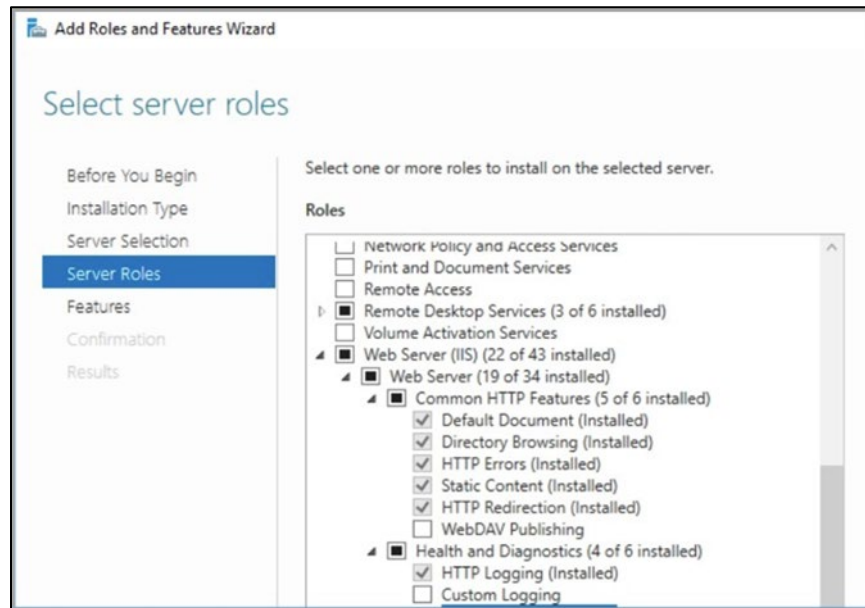 Add Roles and Features Wizard
Select server roles
Before You Begin
Installation Type
Server Selection
Server Roles
Features
Confirmation
Results
Select one or more roles to install on the selected server.
Roles
Network Policy and Access Services
Print and Document Services
Remote Access
Remote Desktop Services (3 of 6 installed)
Volume Activation Services
Web Server (IIS) (22 of 43 installed)
Web Server (19 of 34 installed)
Common HTTP Features (5 of 6 installed)
Default Document (Installed)
Directory Browsing (Installed)
HTTP Errors (Installed)
Static Content (Installed)
HTTP Redirection (Installed)
WebDAV Publishing
Health and Diagnostics (4 of 6 installed)
HTTP Logging (Installed)
Custom Logging